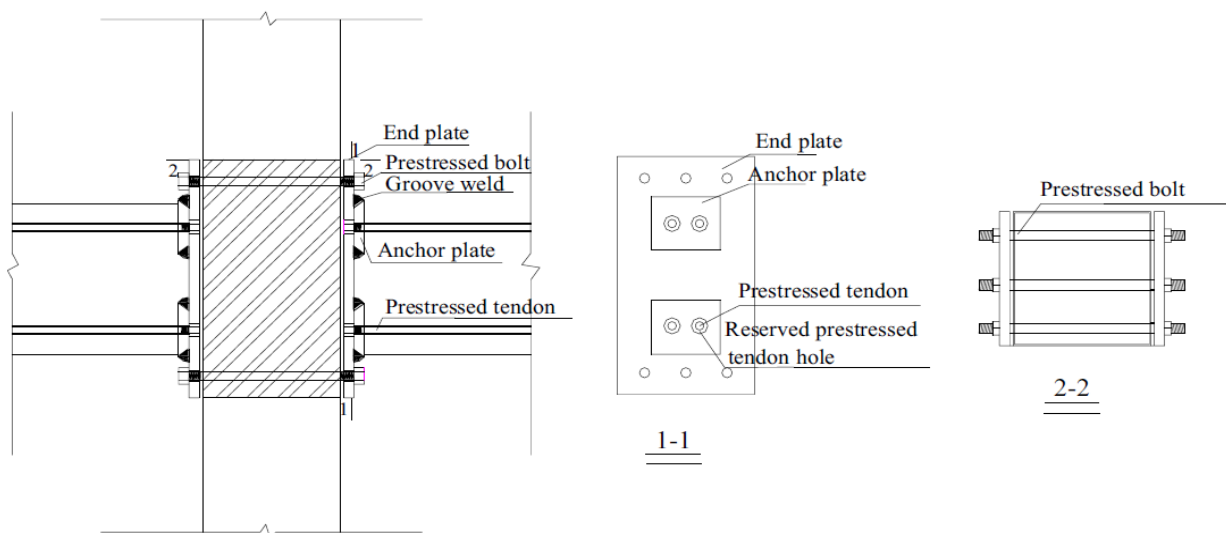 End plate
1
2
2
Prestressed bolt
Groove weld
Anchor plate
Prestressed tendon
1
End plate
Anchor plate
Prestressed tendon
Reserved prestressed
tendon hole
1-1
Prestressed bolt
2-2